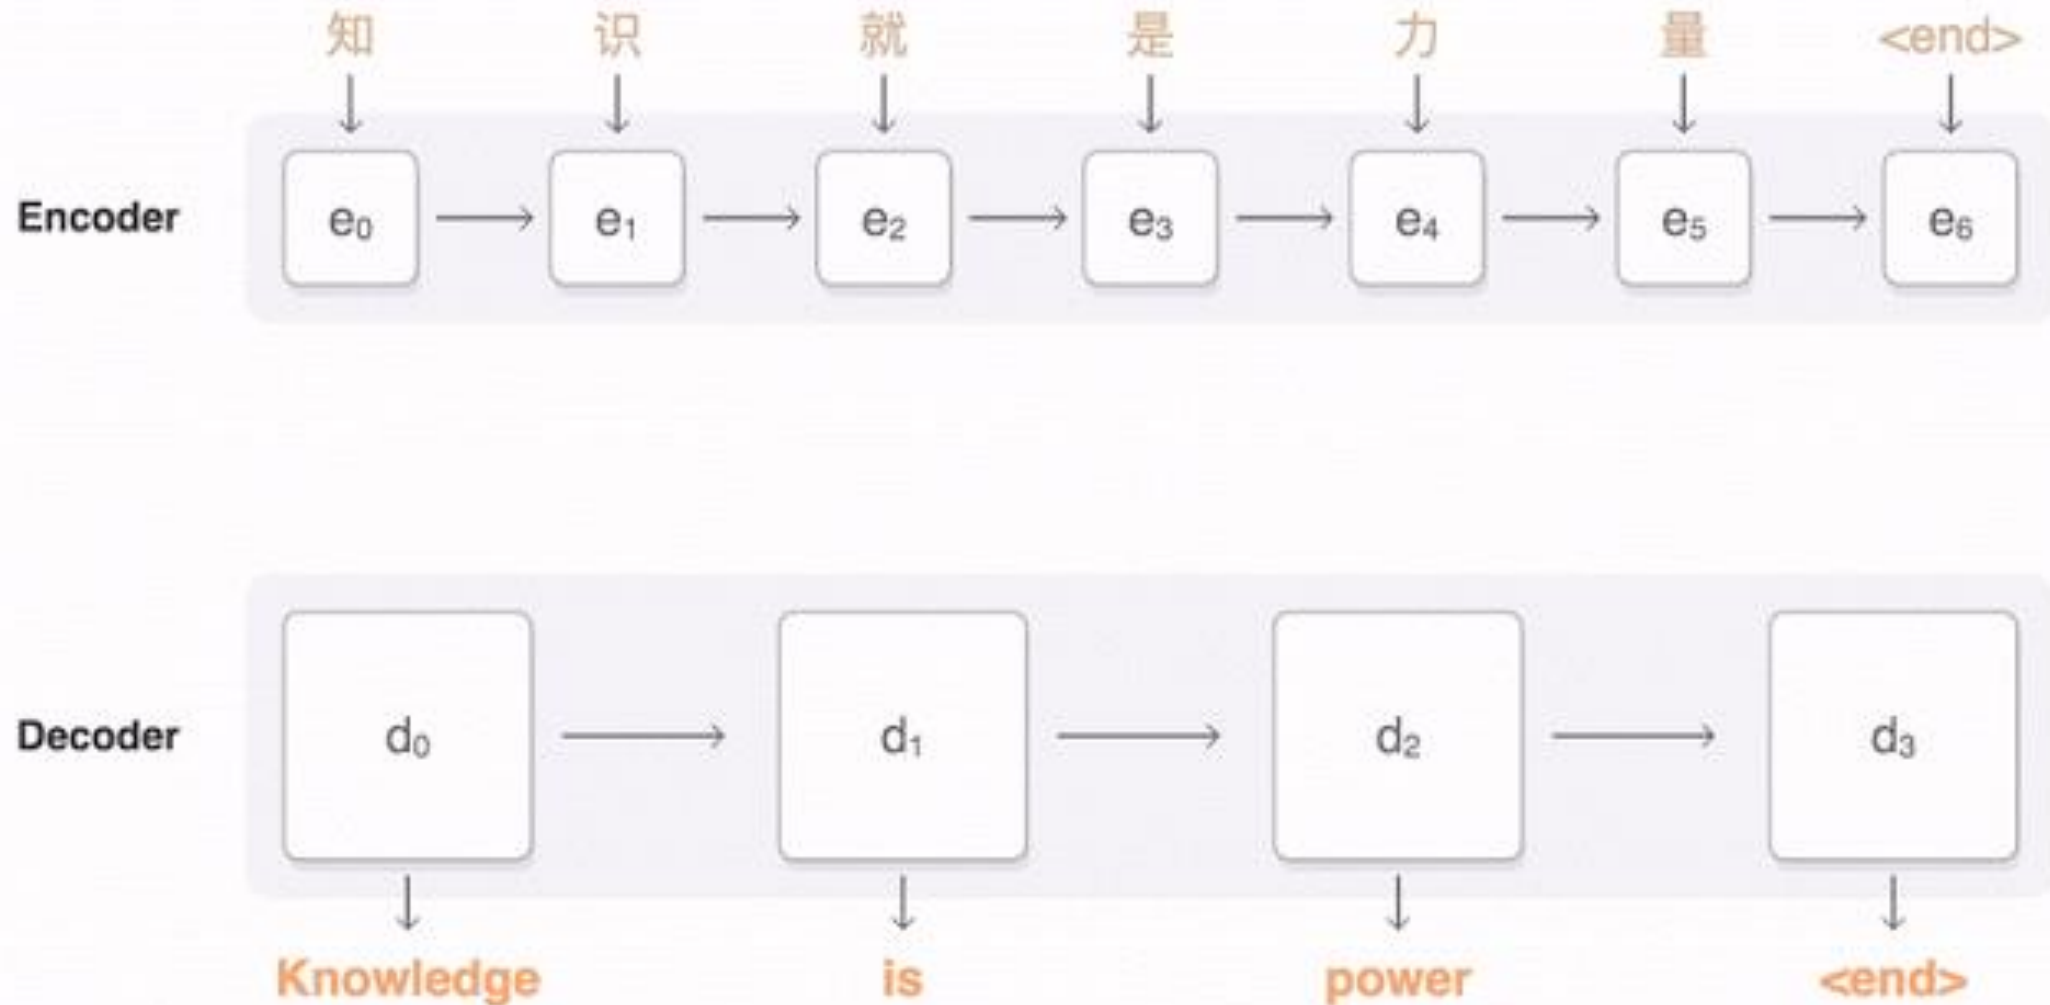 知 识 就 是 力 量 <end>
Encoder e₀ e₁ e₂ e₃ e₄ e₅ e₆
Decoder d₀ d₁ d₂ d₃
Knowledge is power <end>